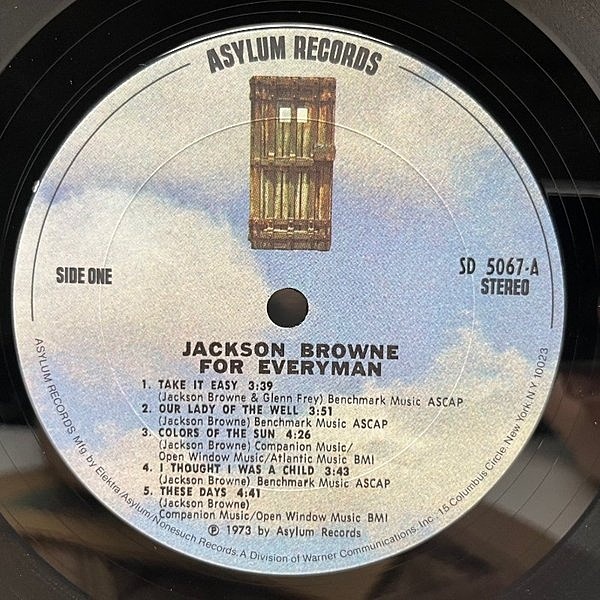 ASYLUM RECORDS
SIDE ONE
SD 5067-A
STEREO
JACKSON BROWNE
FOR EVERYMAN
1. TAKE IT EASY 3:39
(Jackson Browne & Glenn Frey) Benchmark Music ASCAP
2. OUR LADY OF THE WELL 3:51
(Jackson Browne) Benchmark Music ASCAP
3. COLORS OF THE SUN 4:26
(Jackson Browne) Companion Music/
Open Window Music/Atlantic Music BMI
4. I THOUGHT I WAS A CHILD 3:43
(Jackson Browne) Benchmark Music ASCAP
5. THESE DAYS 4:41
(Jackson Browne)
Companion Music/Open Window Music BMI
℗ 1973 by Asylum Records
ASYLUM RECORDS Mfg. by Elektra/Asylum/Nonesuch Records. A Division of Warner Communications, Inc. · 15 Columbus Circle, New York, N.Y. 10023